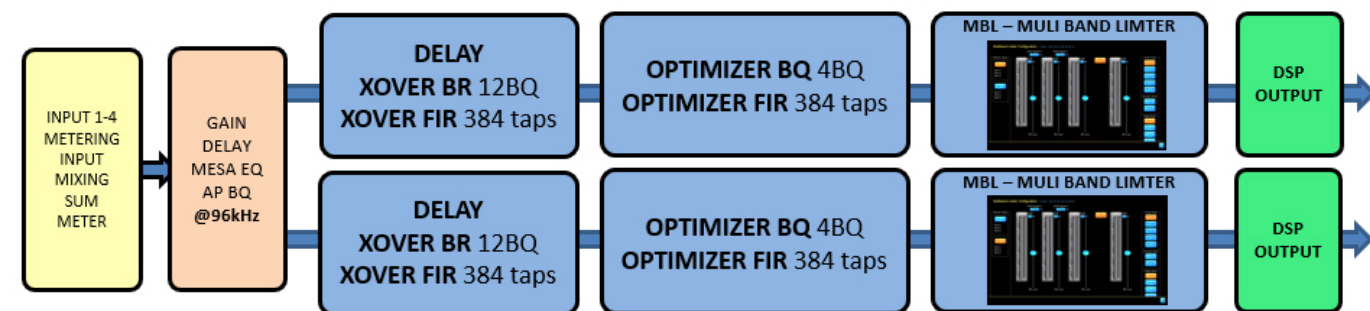 INPUT 1-4
METERING
INPUT
MIXING
SUM
METER
GAIN
DELAY
MESA EQ
AP BQ
@96kHz
DELAY
XOVER BR 12BQ
XOVER FIR 384 taps
OPTIMIZER BQ 4BQ
OPTIMIZER FIR 384 taps
MBL – MULI BAND LIMTER
DSP
OUTPUT
DELAY
XOVER BR 12BQ
XOVER FIR 384 taps
OPTIMIZER BQ 4BQ
OPTIMIZER FIR 384 taps
MBL – MULI BAND LIMTER
DSP
OUTPUT